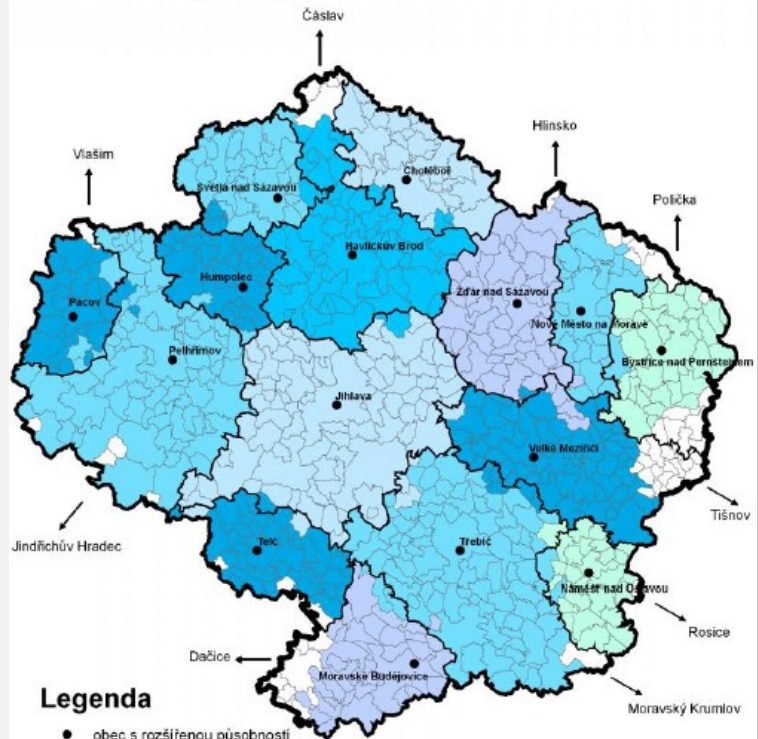 Čáslav
Hlinsko
Vlašim
Polička
Chotěboř
Světlá nad Sázavou
Havlíčkův Brod
Humpolec
Žďár nad Sázavou
Pacov
Nové Město na Moravě
Pelhřimov
Bystřice nad Pernštejnem
Jihlava
Velké Meziříčí
Tišnov
Jindřichův Hradec
Telč
Třebíč
Náměšť nad Oslavou
Rosice
Dačice
Moravské Budějovice
Legenda
Moravský Krumlov
obec s rozšířenou působností